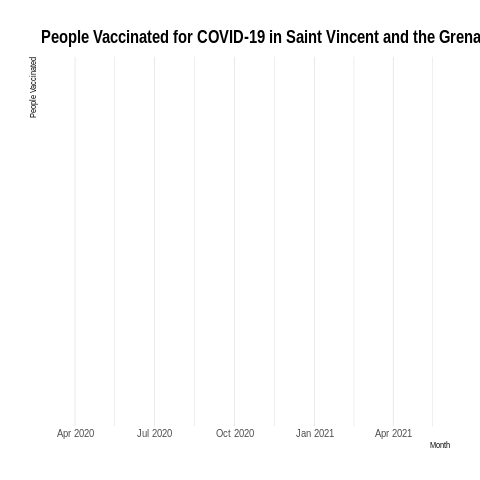 People Vaccinated for COVID-19 in Saint Vincent and the Grena
People Vaccinated
Apr 2020 Jul 2020 Oct 2020 Jan 2021 Apr 2021
Month